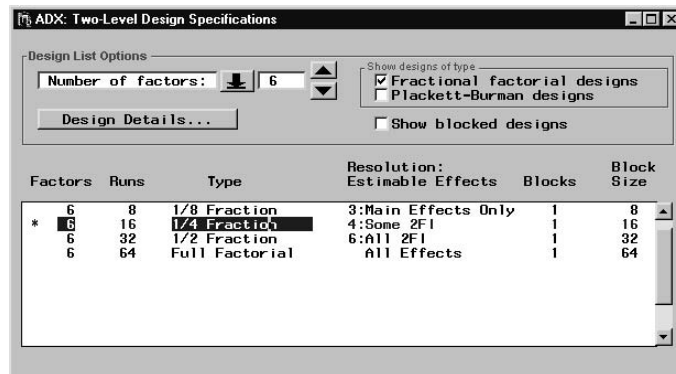 ADX: Two-Level Design Specifications
Design List Options
Number of factors: 6
Design Details...
Show designs of type
Fractional factorial designs
Plackett-Burman designs
Show blocked designs
Factors Runs Type Resolution: Estimable Effects Blocks Block Size
6 8 1/8 Fraction 3:Main Effects Only 1 8
* 6 16 1/4 Fraction 4:Some 2FI 1 16
6 32 1/2 Fraction 6:All 2FI 1 32
6 64 Full Factorial All Effects 1 64